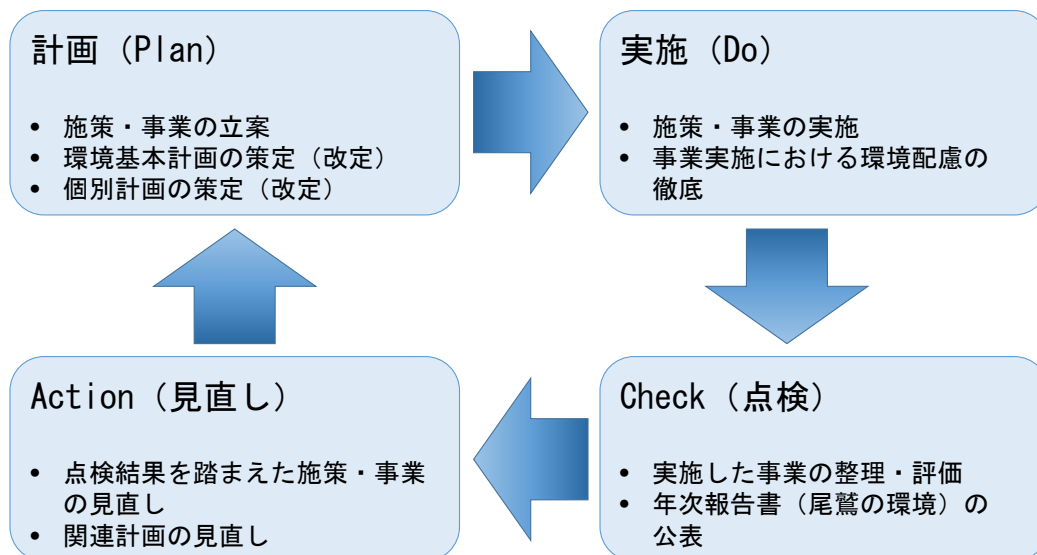 計画（Plan）
• 施策・事業の立案
• 環境基本計画の策定（改定）
• 個別計画の策定（改定）
実施（Do）
• 施策・事業の実施
• 事業実施における環境配慮の
徹底
Action（見直し）
• 点検結果を踏まえた施策・事業
の見直し
• 関連計画の見直し
Check（点検）
• 実施した事業の整理・評価
• 年次報告書（尾鷲の環境）の
公表